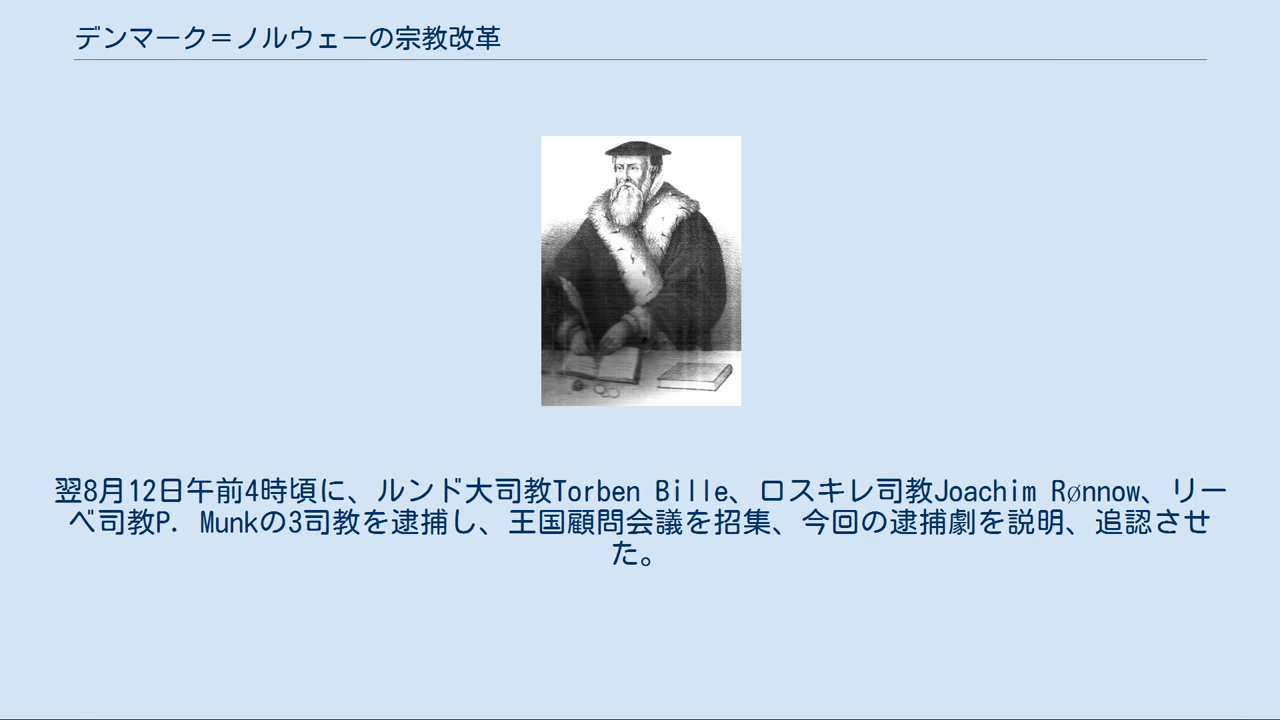 デンマーク＝ノルウェーの宗教改革
翌8月12日午前4時頃に、ルンド大司教Torben Bille、ロスキレ司教Joachim Rønnow、リー
ベ司教P. Munkの3司教を逮捕し、王国顧問会議を招集、今回の逮捕劇を説明、追認させ
た。